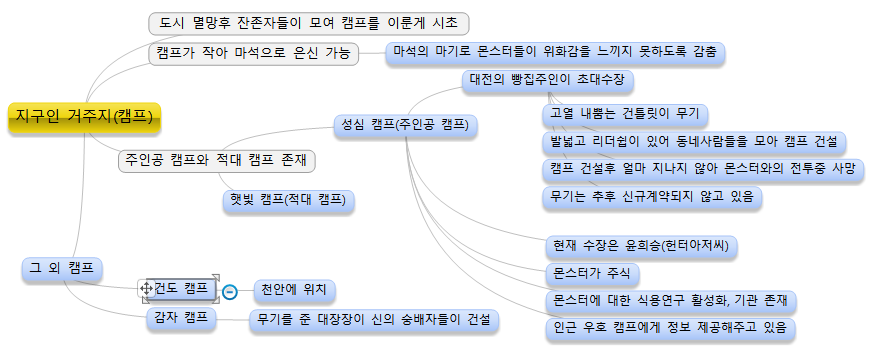 지구인 거주지(캠프)
도시 멸망후 잔존자들이 모여 캠프를 이룬게 시초
캠프가 작아 마석으로 은신 가능
마석의 마기로 몬스터들이 위화감을 느끼지 못하도록 감춤
주인공 캠프와 적대 캠프 존재
성심 캠프(주인공 캠프)
대전의 빵집주인이 초대수장
고열 내뿜는 건틀릿이 무기
발넓고 리더쉽이 있어 동네사람들을 모아 캠프 건설
캠프 건설후 얼마 지나지 않아 몬스터와의 전투중 사망
무기는 추후 신규계약되지 않고 있음
현재 수장은 윤희승(헌터아저씨)
몬스터가 주식
몬스터에 대한 식용연구 활성화, 기관 존재
인근 우호 캠프에게 정보 제공해주고 있음
햇빛 캠프(적대 캠프)
그 외 캠프
건도 캠프
천안에 위치
감자 캠프
무기를 준 대장장이 신의 숭배자들이 건설